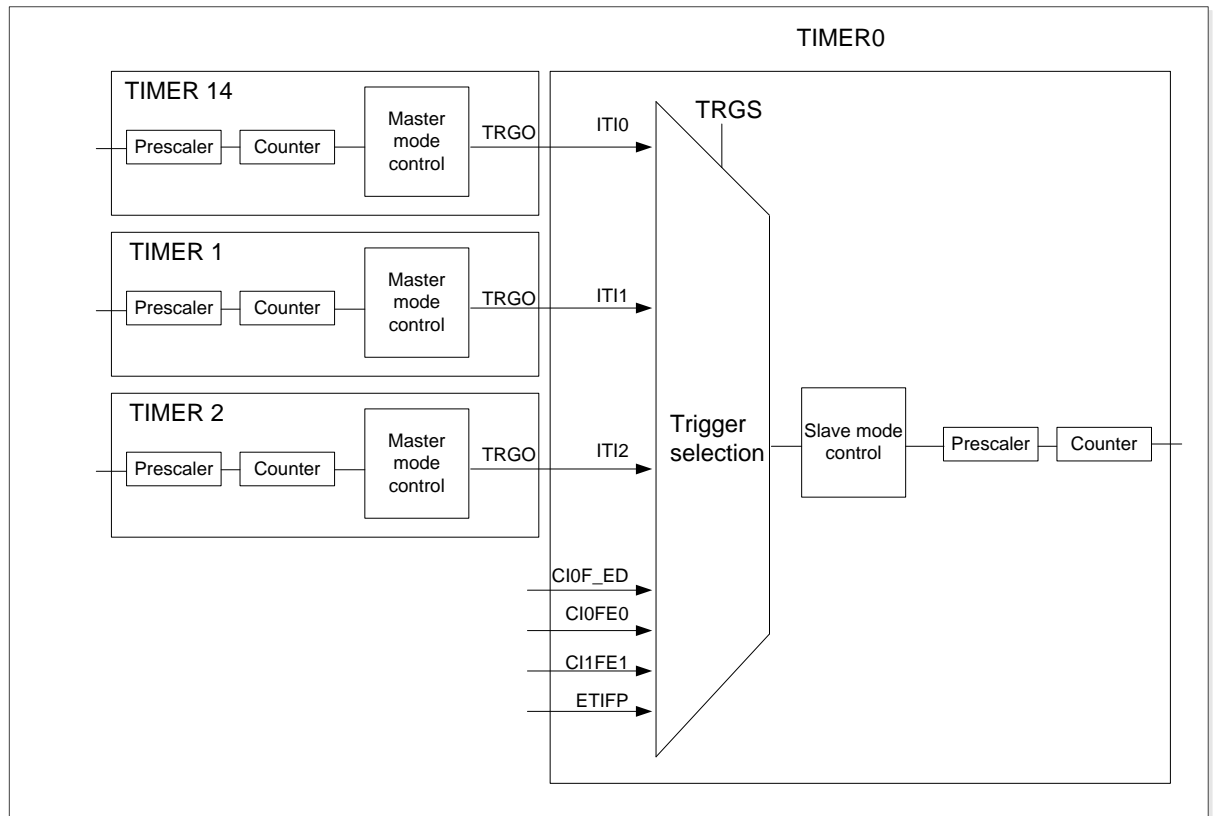 TIMER0
TIMER 14
Prescaler
Counter
Master
mode
control
TRGO
ITI0
TRGS
TIMER 1
Prescaler
Counter
Master
mode
control
TRGO
ITI1
TIMER 2
Prescaler
Counter
Master
mode
control
TRGO
ITI2
Trigger
selection
Slave mode
control
Prescaler
Counter
CI0F_ED
CI0FE0
CI1FE1
ETIFP